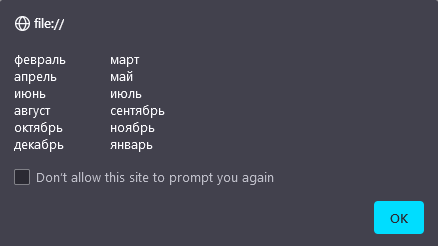 file://
февраль март
апрель май
июнь июль
август сентябрь
октябрь ноябрь
декабрь январь
Don't allow this site to prompt you again
OK